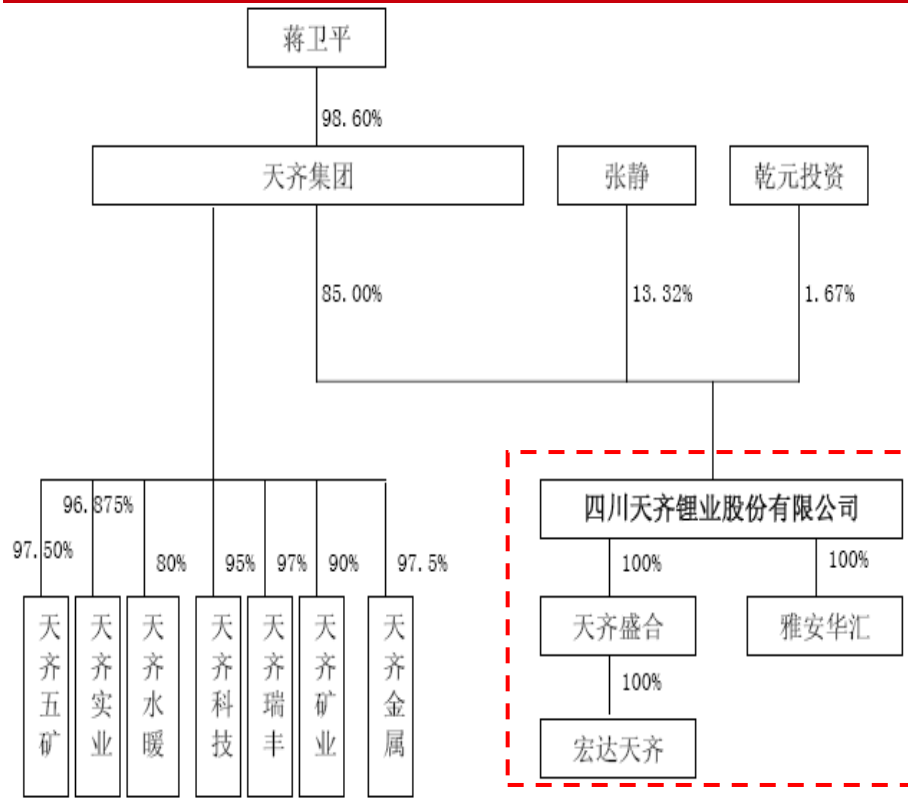 蒋卫平
98.60%
天齐集团
张静
乾元投资
85.00%
13.32%
1.67%
四川天齐锂业股份有限公司
96.875%
97.50%
80%
95%
97%
90%
97.5%
100%
100%
天齐五矿
天齐实业
天齐水暖
天齐科技
天齐瑞丰
天齐矿业
天齐金属
天齐盛合
雅安华汇
100%
宏达天齐